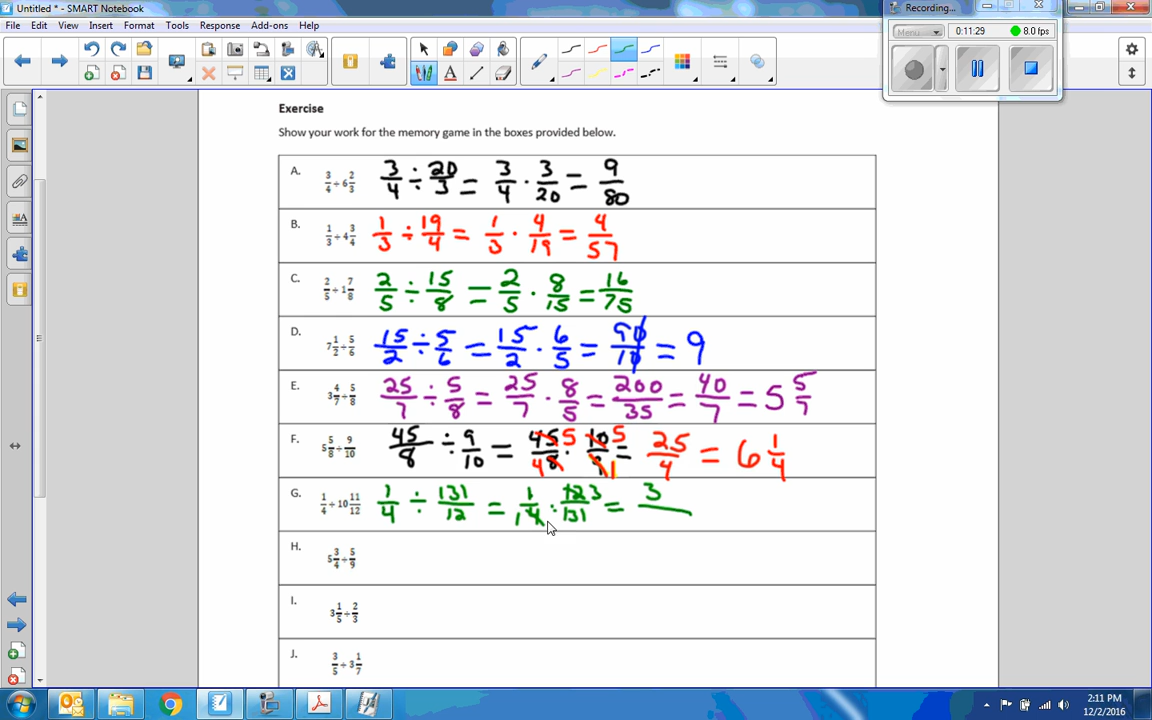 Untitled * - SMART Notebook
File Edit View Insert Format Tools Response Add-ons Help
Recording...
Menu 0:11:29 8.0 fps
Exercise
Show your work for the memory game in the boxes provided below.
A. 3/4 ÷ 6 2/3 3/4 ÷ 20/3 = 3/4 · 3/20 = 9/80
B. 1/3 ÷ 4 3/4 1/3 ÷ 19/4 = 1/3 · 4/19 = 4/57
C. 2/5 ÷ 1 7/8 2/5 ÷ 15/8 = 2/5 · 8/15 = 16/75
D. 7 1/2 ÷ 5/6 15/2 ÷ 5/6 = 15/2 · 6/5 = 90/10 = 9
E. 3 4/7 ÷ 5/8 25/7 ÷ 5/8 = 25/7 · 8/5 = 200/35 = 40/7 = 5 5/7
F. 5 5/8 ÷ 9/10 45/8 ÷ 9/10 = 45/8 5 4 · 10/9 5 1 = 25/4 = 6 1/4
G. 1/4 ÷ 10 11/12 1/4 ÷ 131/12 = 1/4 1 · 12/131 3 = 3
H. 5 3/4 ÷ 5/9
I. 3 1/5 ÷ 2/3
J. 3/5 ÷ 3 1/7
2:11 PM
12/2/2016